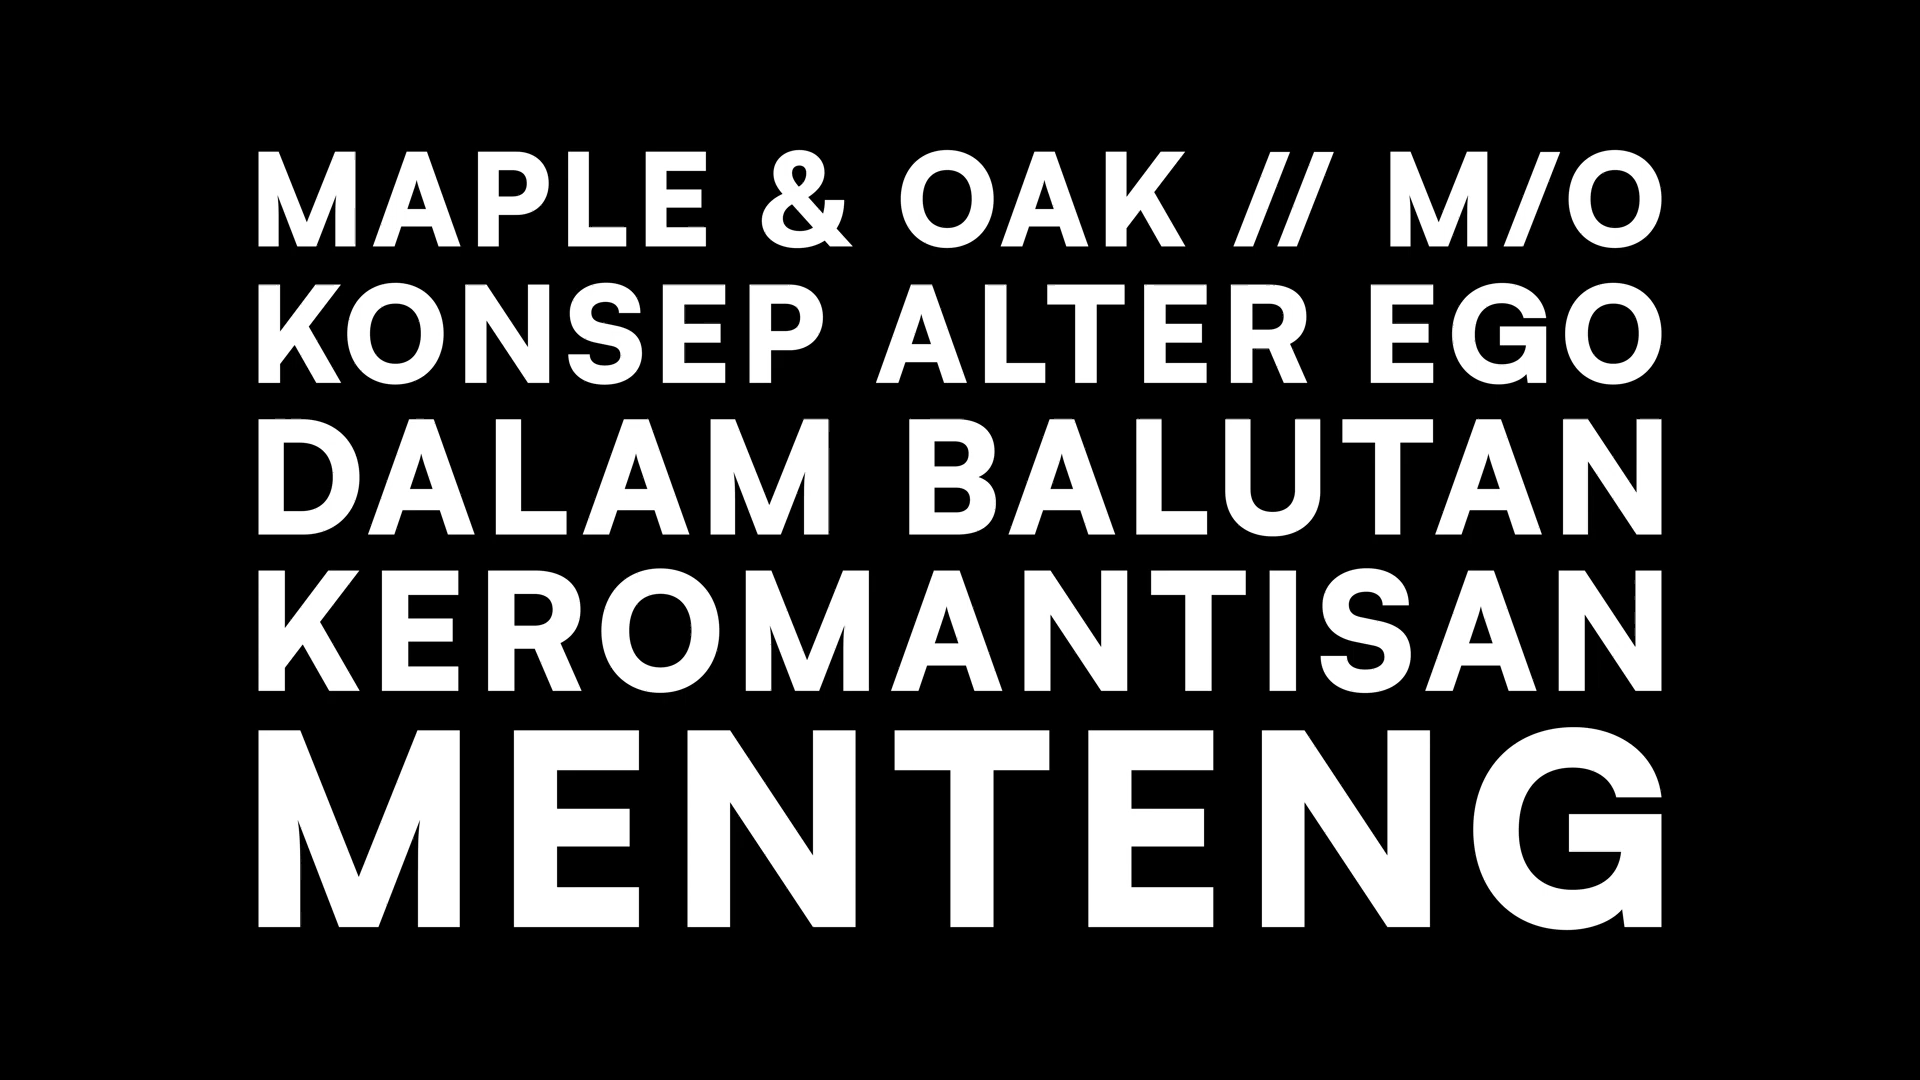 MAPLE & OAK // M/O
KONSEP ALTER EGO
DALAM BALUTAN
KEROMANTISAN
MENTENG